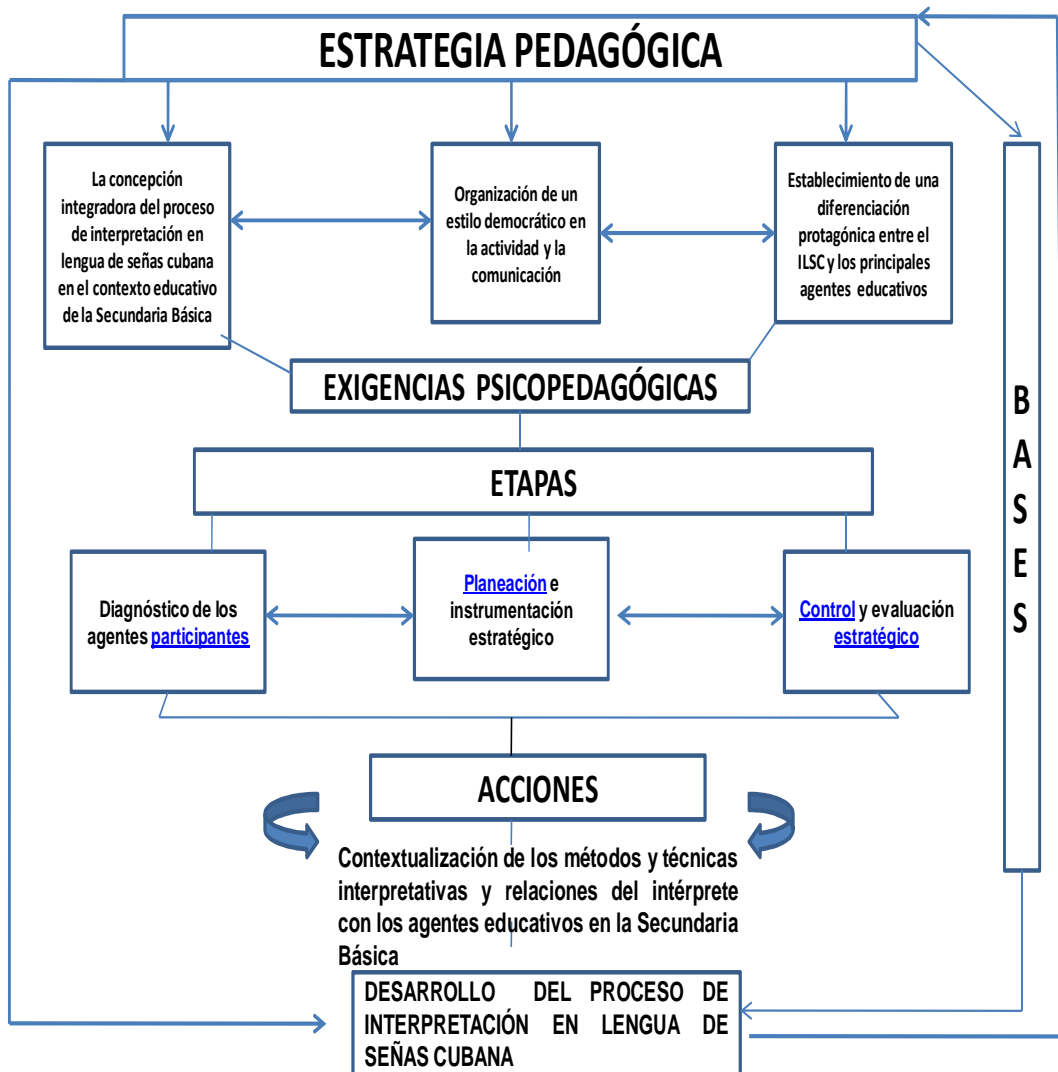 ESTRATEGIA PEDAGÓGICA
La concepción
integradora del proceso
de interpretación en
lengua de señas cubana
en el contexto educativo
de la Secundaria Básica
Organización de un
estilo democrático en
la actividad y la
comunicación
Establecimiento de una
diferenciación
protagónica entre el
ILSC y los principales
agentes educativos
EXIGENCIAS PSICOPEDAGÓGICAS
ETAPAS
Diagnóstico de los
agentes participantes
Planeación e
instrumentación
estratégico
Control y evaluación
estratégico
ACCIONES
Contextualización de los métodos y técnicas
interpretativas y relaciones del intérprete
con los agentes educativos en la Secundaria
Básica
DESARROLLO DEL PROCESO DE
INTERPRETACIÓN EN LENGUA DE
SEÑAS CUBANA
B
A
S
E
S